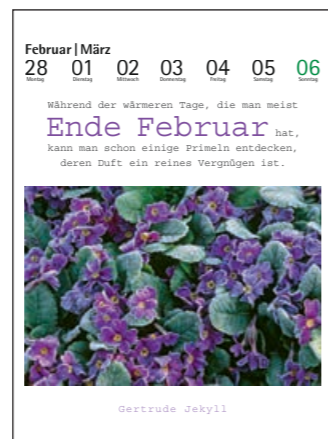 Februar | März
28 01 02 03 04 05 06
Montag Dienstag Mittwoch Donnerstag Freitag Samstag Sonntag
Während der wärmeren Tage, die man meist
Ende Februar hat,
kann man schon einige Primeln entdecken,
deren Duft ein reines Vergnügen ist.
Gertrude Jekyll